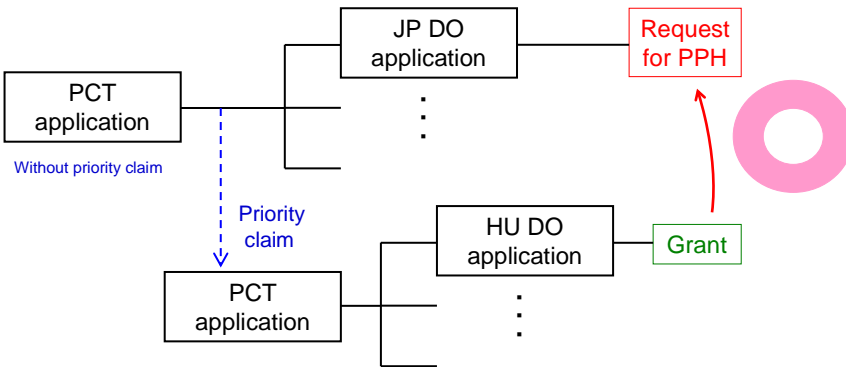 JP DO
application
Request
for PPH
PCT
application
Without priority claim
Priority
claim
HU DO
application
Grant
PCT
application